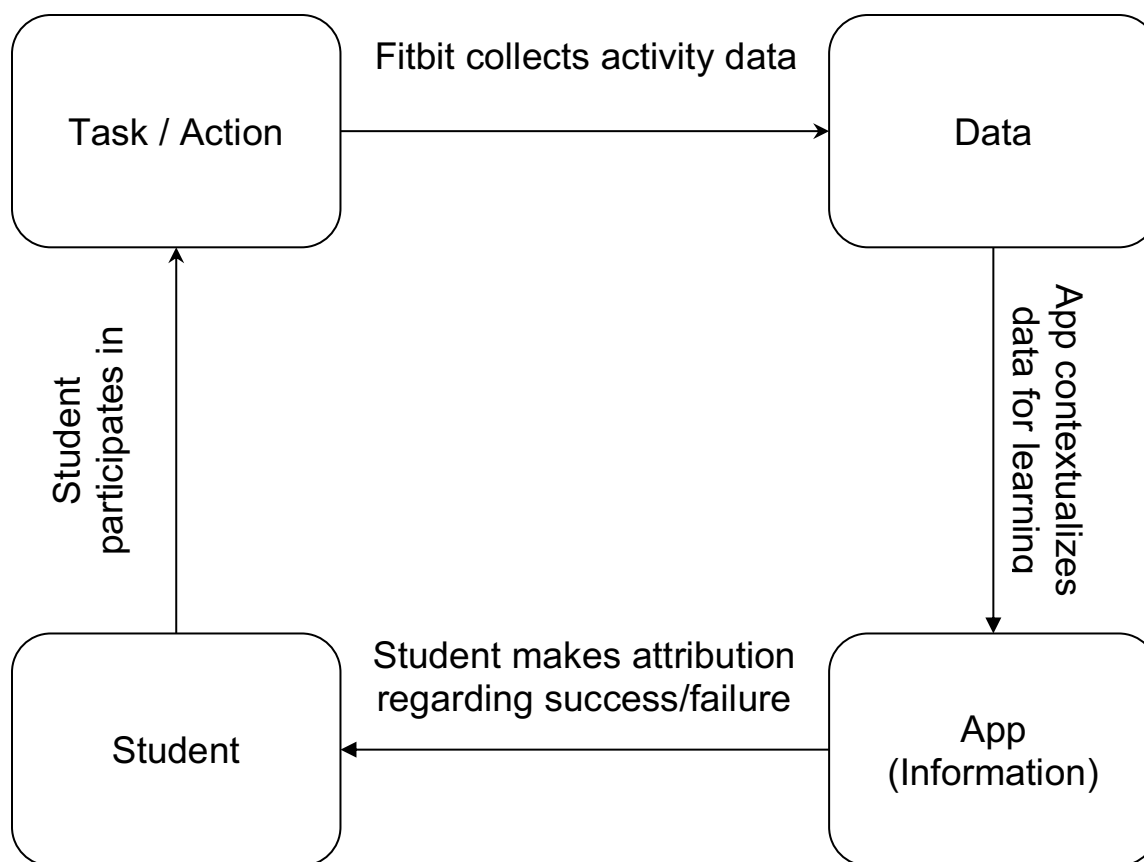 Fitbit collects activity data
Task / Action
Data
App contextualizes
data for learning
Student
participates in
Student makes attribution
regarding success/failure
Student
App
(Information)